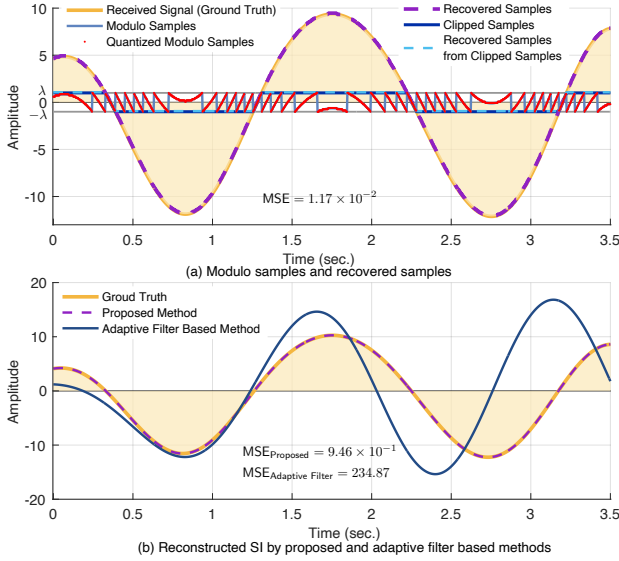 Received Signal (Ground Truth)
Modulo Samples
Quantized Modulo Samples
Recovered Samples
Clipped Samples
Recovered Samples
from Clipped Samples
Amplitude
10
5
λ
0
−λ
-5
-10
MSE = 1.17 × 10⁻²
0 0.5 1 1.5 2 2.5 3 3.5
Time (sec.)
(a) Modulo samples and recovered samples
Groud Truth
Proposed Method
Adaptive Filter Based Method
Amplitude
20
10
0
-10
-20
MSE_Proposed = 9.46 × 10⁻¹
MSE_Adaptive Filter = 234.87
0 0.5 1 1.5 2 2.5 3 3.5
Time (sec.)
(b) Reconstructed SI by proposed and adaptive filter based methods